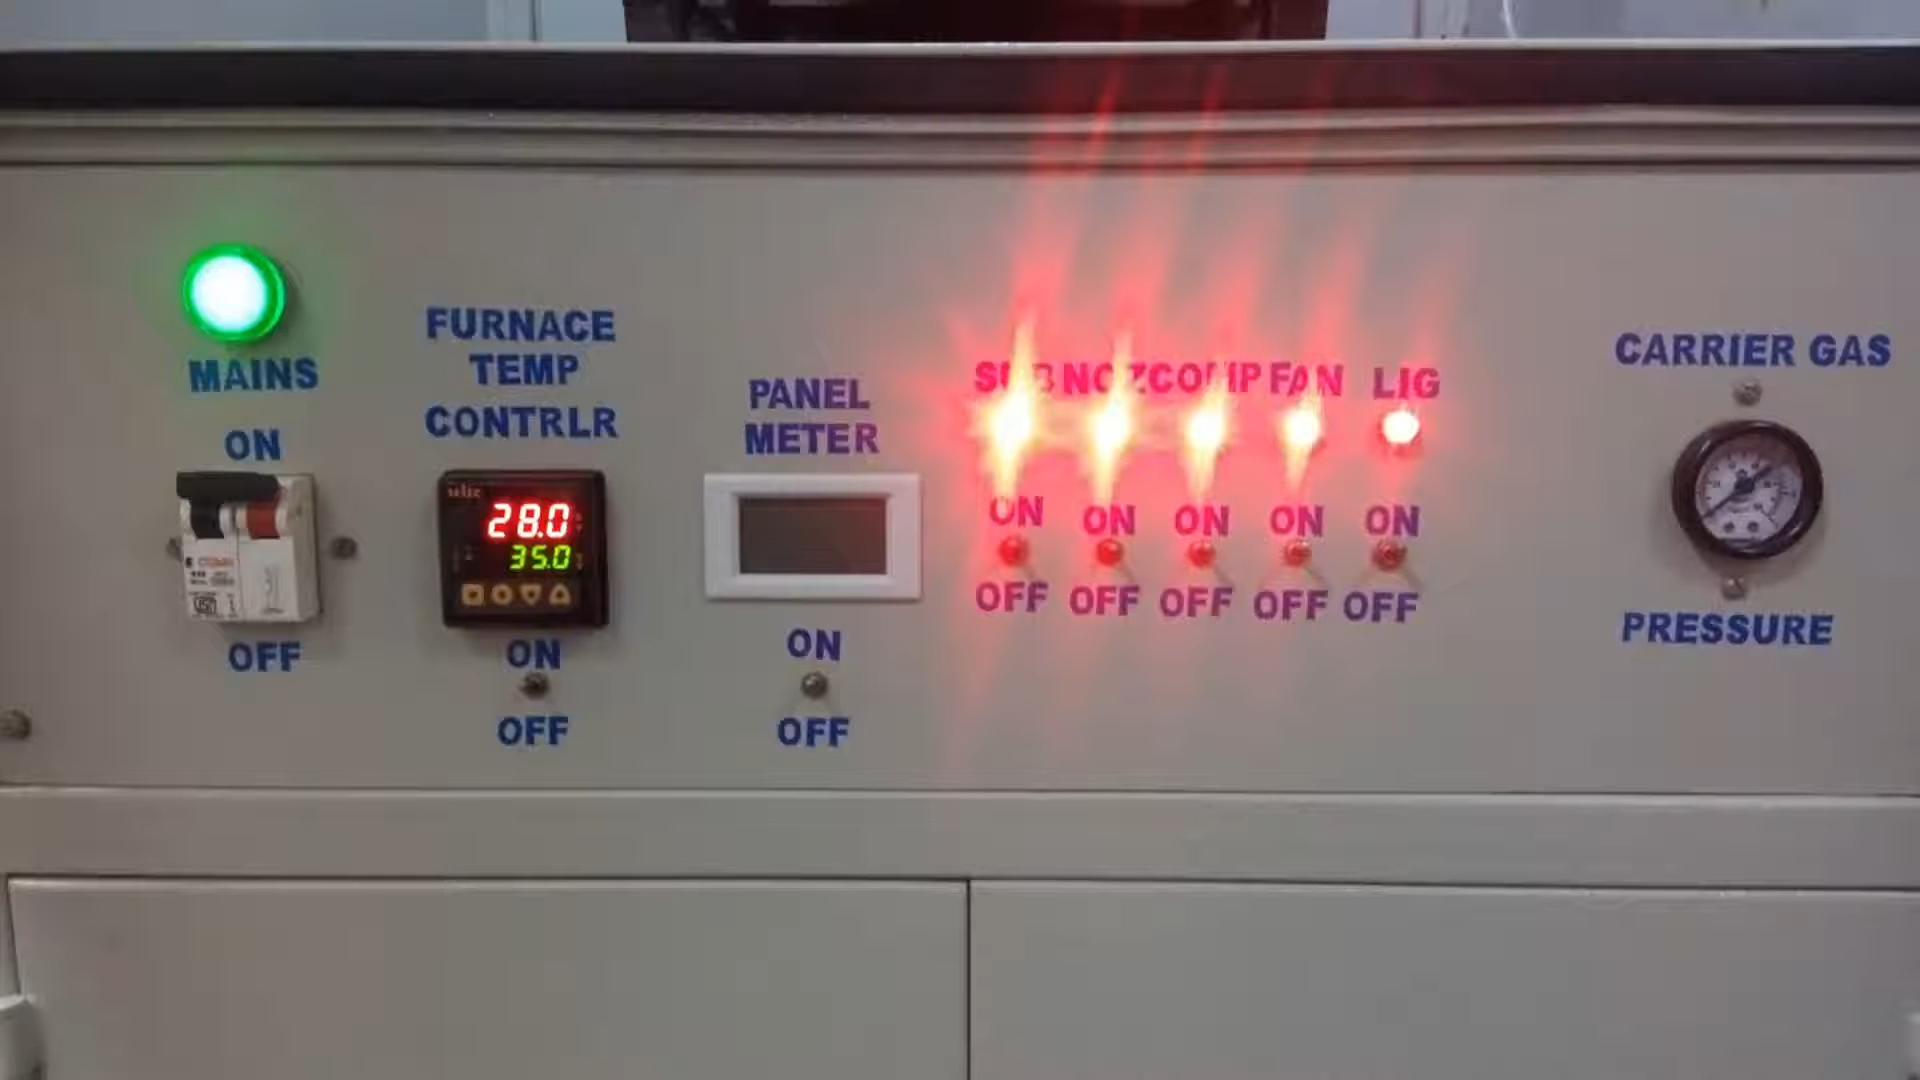 MAINS
ON
OFF
FURNACE
TEMP
CONTRLR
selec
28.0
35.0
ON
OFF
PANEL
METER
ON
OFF
SUB NOZ COMP FAN LIG
ON ON ON ON ON
OFF OFF OFF OFF OFF
CARRIER GAS
PRESSURE